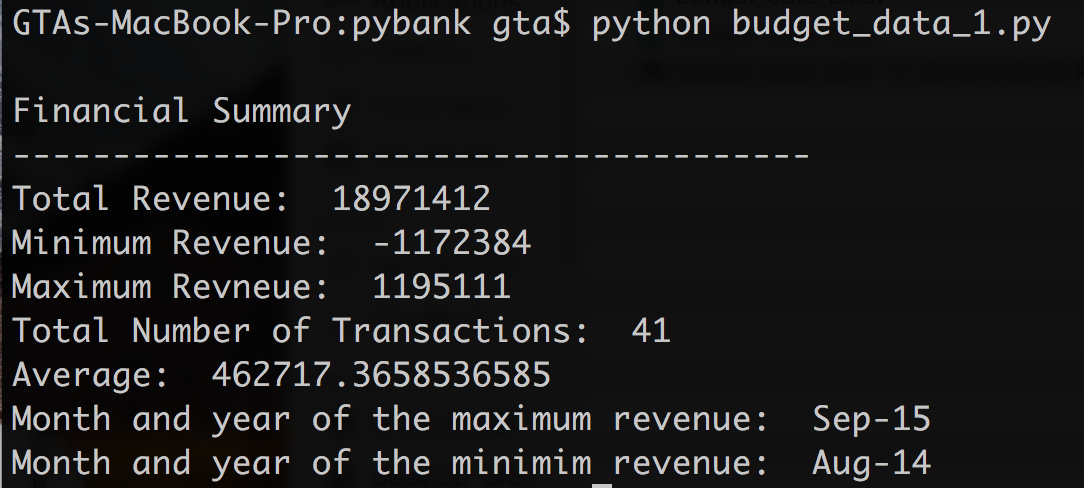 GTAs-MacBook-Pro:pybank gta$ python budget_data_1.py
Financial Summary
----------------------------------------
Total Revenue:  18971412
Minimum Revenue:  -1172384
Maximum Revneue:  1195111
Total Number of Transactions:  41
Average:  462717.3658536585
Month and year of the maximum revenue:  Sep-15
Month and year of the minimim revenue:  Aug-14